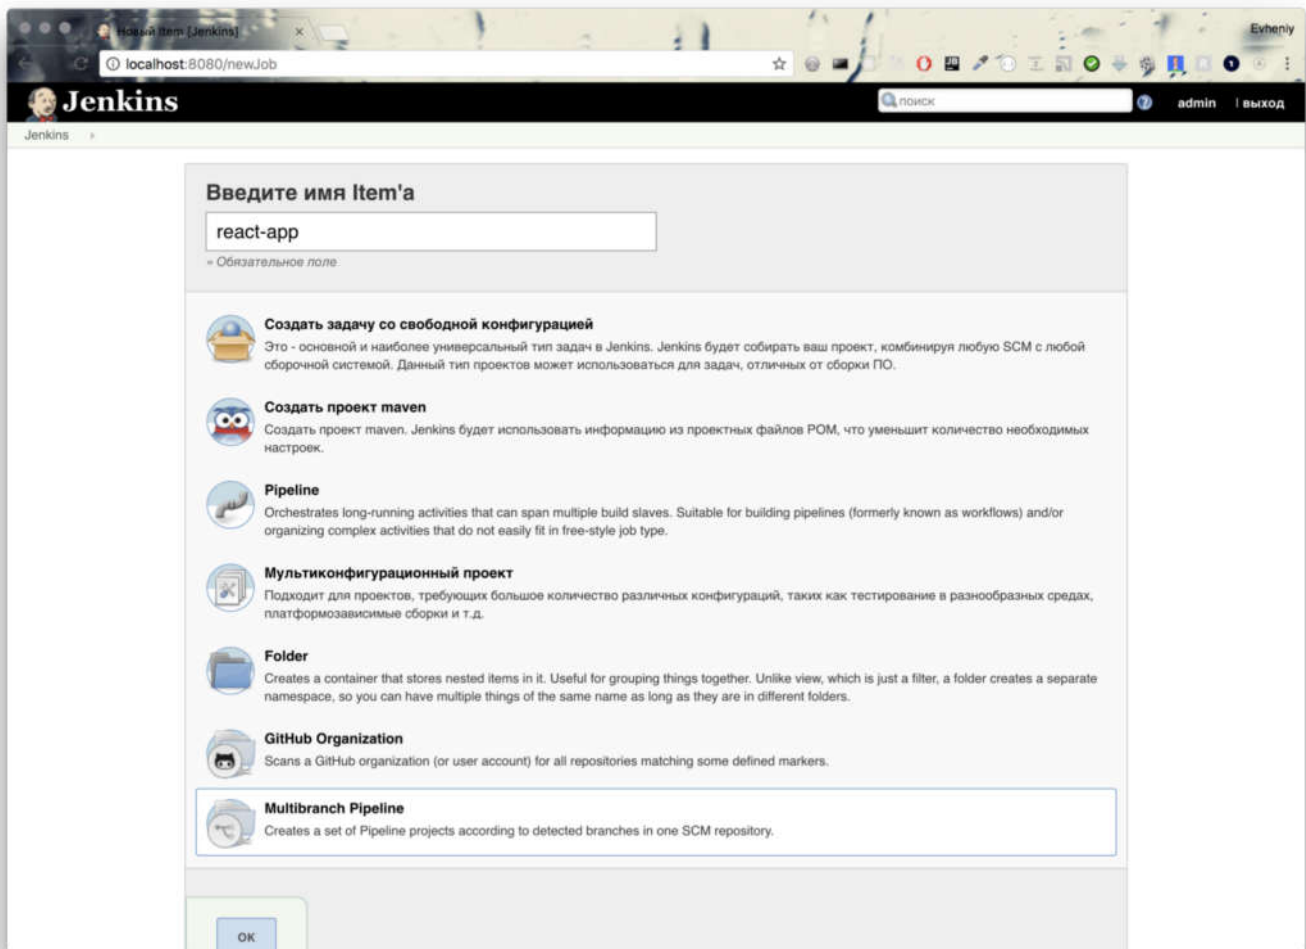 Новый Item [Jenkins]
Evheniy
localhost:8080/newJob
Jenkins
поиск
admin
выход
Jenkins
Введите имя Item'а
react-app
» Обязательное поле
Создать задачу со свободной конфигурацией
Это - основной и наиболее универсальный тип задач в Jenkins. Jenkins будет собирать ваш проект, комбинируя любую SCM с любой
сборочной системой. Данный тип проектов может использоваться для задач, отличных от сборки ПО.
Создать проект maven
Создать проект maven. Jenkins будет использовать информацию из проектных файлов POM, что уменьшит количество необходимых
настроек.
Pipeline
Orchestrates long-running activities that can span multiple build slaves. Suitable for building pipelines (formerly known as workflows) and/or
organizing complex activities that do not easily fit in free-style job type.
Мультиконфигурационный проект
Подходит для проектов, требующих большое количество различных конфигураций, таких как тестирование в разнообразных средах,
платформозависимые сборки и т.д.
Folder
Creates a container that stores nested items in it. Useful for grouping things together. Unlike view, which is just a filter, a folder creates a separate
namespace, so you can have multiple things of the same name as long as they are in different folders.
GitHub Organization
Scans a GitHub organization (or user account) for all repositories matching some defined markers.
Multibranch Pipeline
Creates a set of Pipeline projects according to detected branches in one SCM repository.
OK